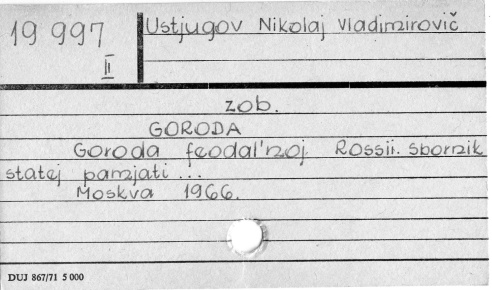 19 997
II
Ustjugov Nikolaj Vladimirovič
zob.
GORODA
Goroda feodal'noj Rossii. sbornik
statej pamjati ...
Moskva 1966.
DUJ 867/71 5 000